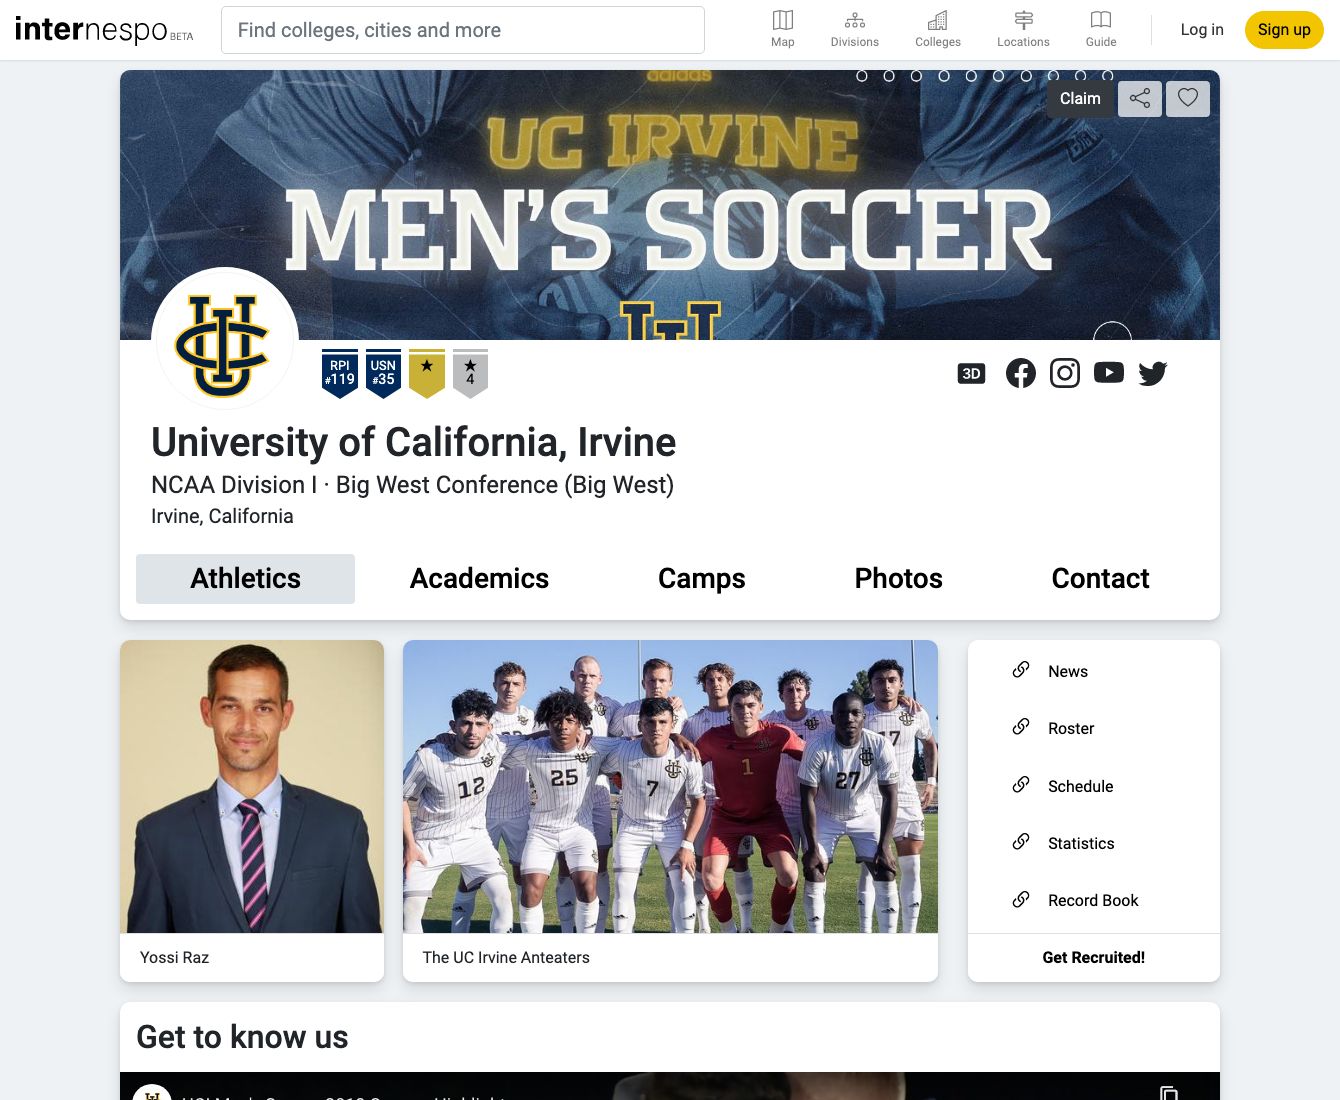 internespo BETA
Find colleges, cities and more
Map
Divisions
Colleges
Locations
Guide
Log in
Sign up
adidas
Claim
UC IRVINE
MEN'S SOCCER
RPI
#119
USN
#35
★
★
4
3D
University of California, Irvine
NCAA Division I · Big West Conference (Big West)
Irvine, California
Athletics
Academics
Camps
Photos
Contact
12
25
7
1
27
17
News
Roster
Schedule
Statistics
Record Book
Yossi Raz
The UC Irvine Anteaters
Get Recruited!
Get to know us